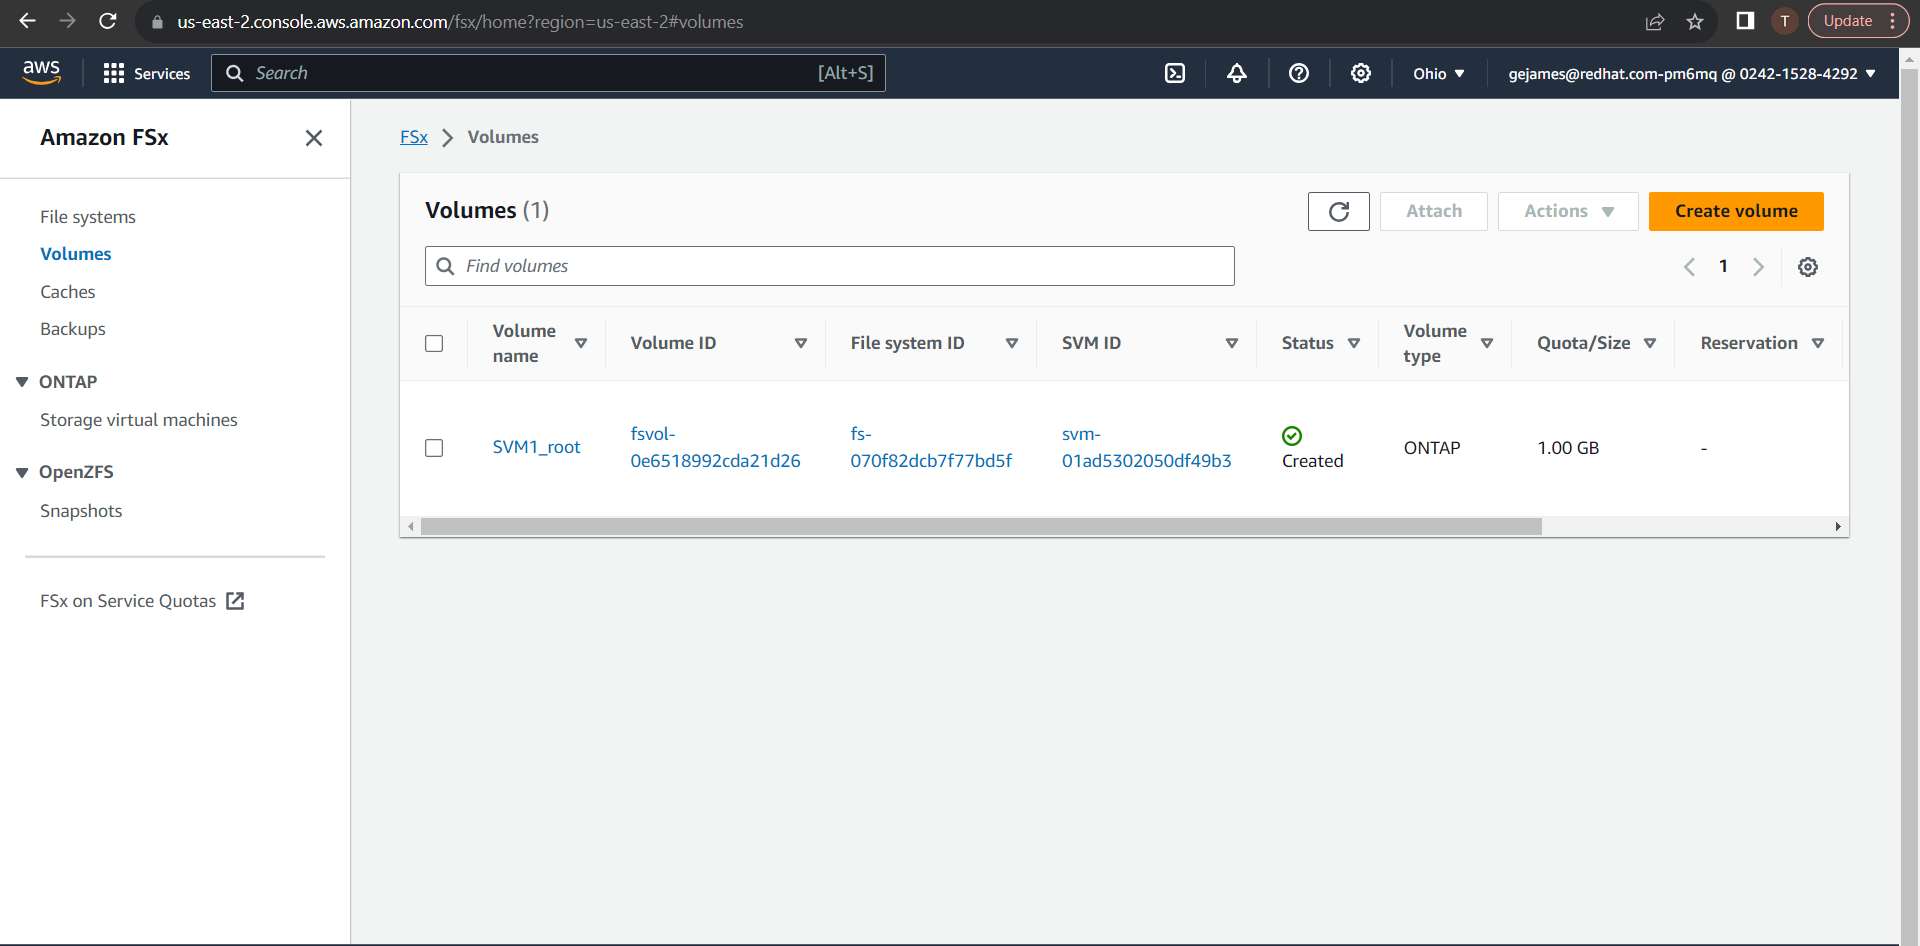 us-east-2.console.aws.amazon.com/fsx/home?region=us-east-2#volumes
T
Update
aws
Services
Search
[Alt+S]
Ohio
gejames@redhat.com-pm6mq @ 0242-1528-4292
Amazon FSx
File systems
Volumes
Caches
Backups
ONTAP
Storage virtual machines
OpenZFS
Snapshots
FSx on Service Quotas
FSx
Volumes
Volumes (1)
Attach
Actions
Create volume
Find volumes
1
Volume name
Volume ID
File system ID
SVM ID
Status
Volume type
Quota/Size
Reservation
SVM1_root
fsvol-
0e6518992cda21d26
fs-
070f82dcb7f77bd5f
svm-
01ad5302050df49b3
Created
ONTAP
1.00 GB
-